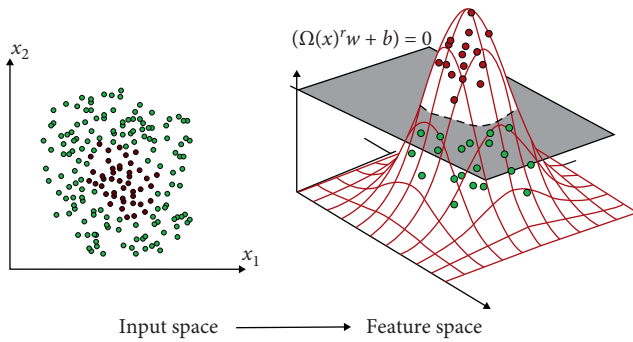 x₂
(Ω(x)ʳw + b) = 0
x₁
Input space
Feature space